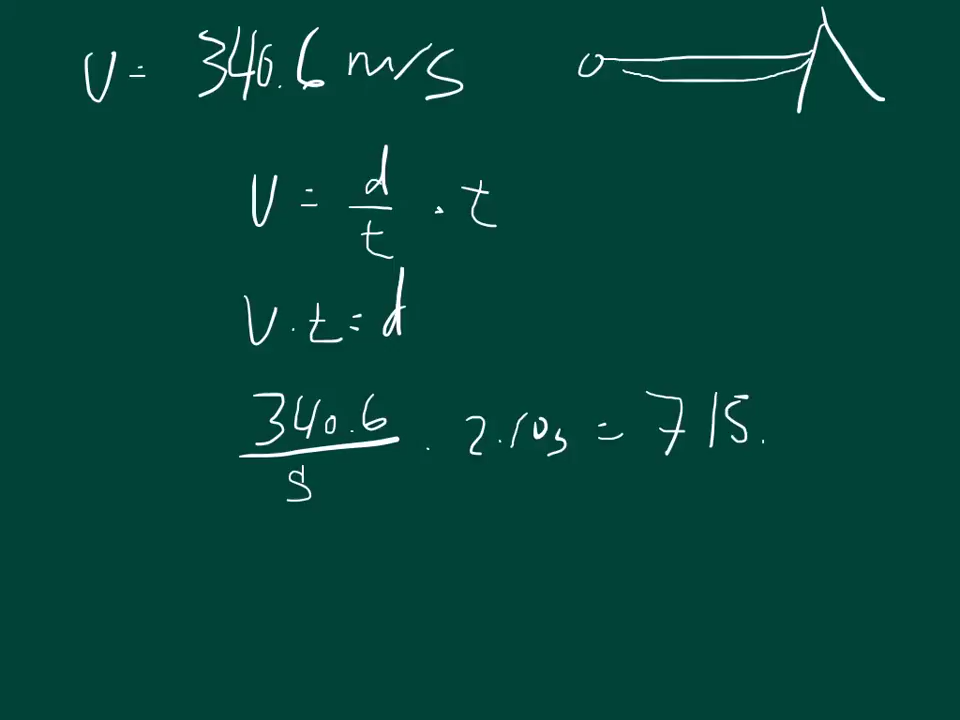 V = 340.6 m/s
V = d/t · t
V · t = d
340.6/s · 2.10s = 715.